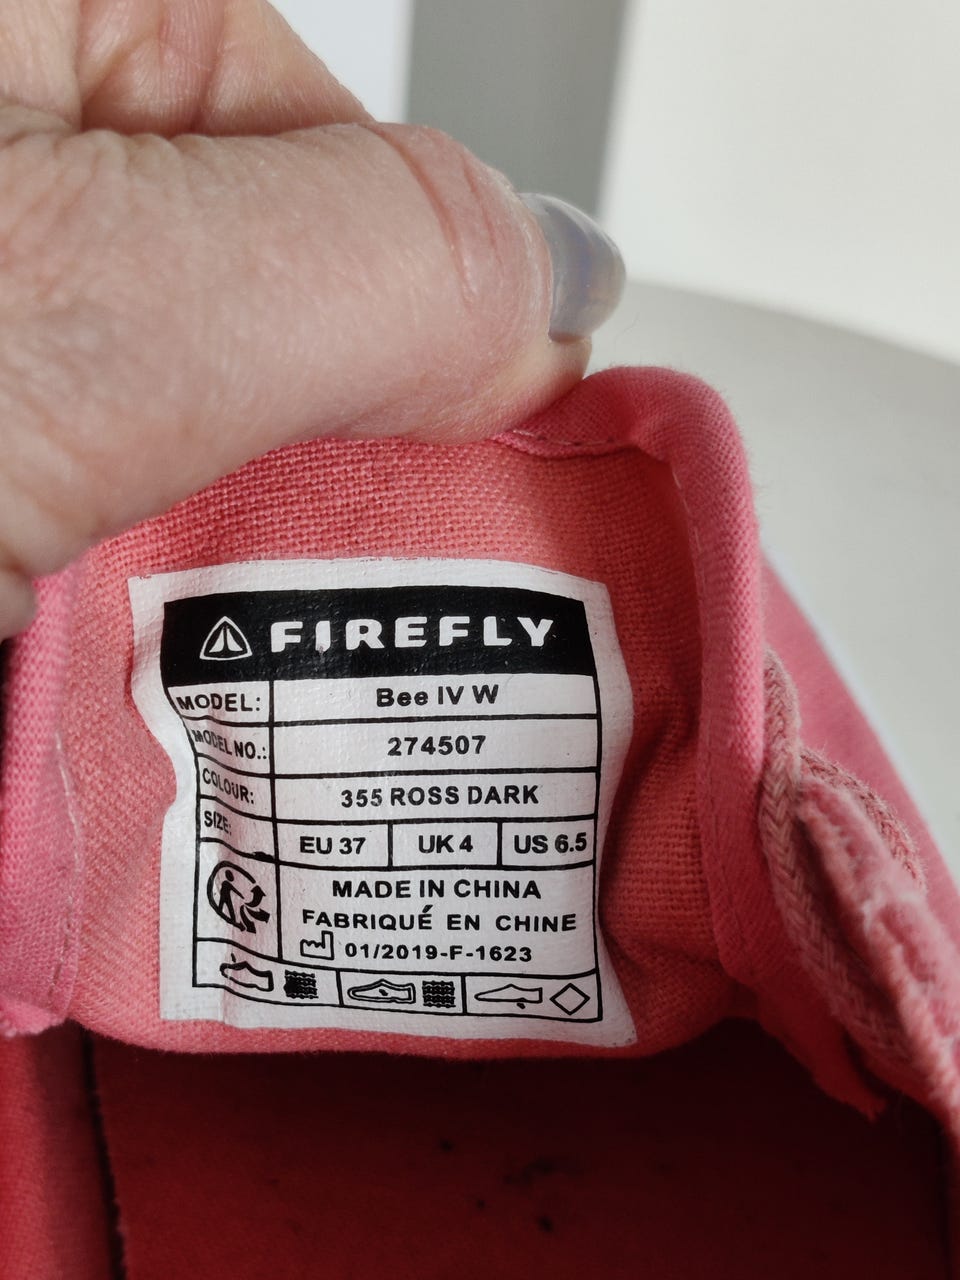 FIREFLY
MODEL: Bee IV W
MODEL NO.: 274507
COLOUR: 355 ROSS DARK
SIZE: EU 37 UK 4 US 6.5
MADE IN CHINA
FABRIQUÉ EN CHINE
01/2019-F-1623